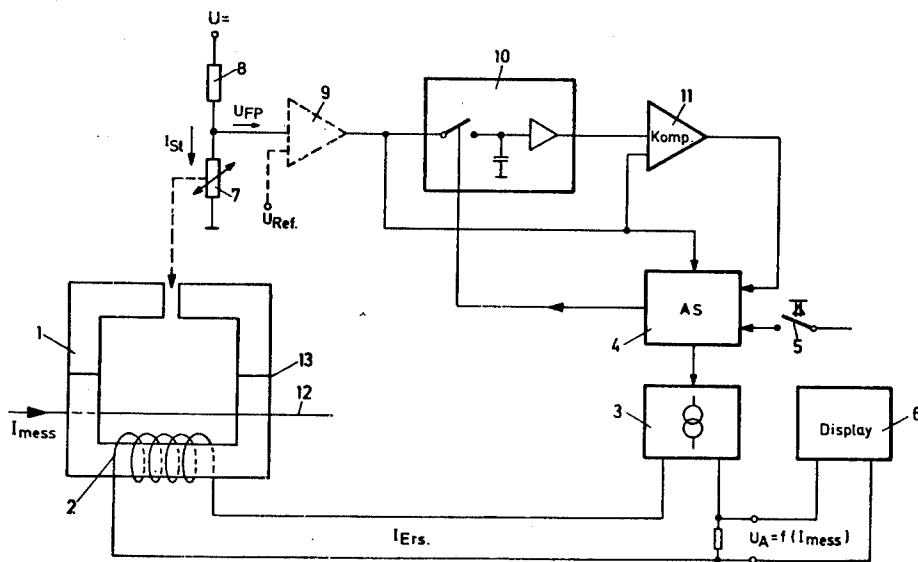 U=
8
UFP
ISt
7
9
URef.
10
11
Komp.
AS
4
5
1
13
12
Imess
2
3
Display
6
IErs.
UA=f(Imess)